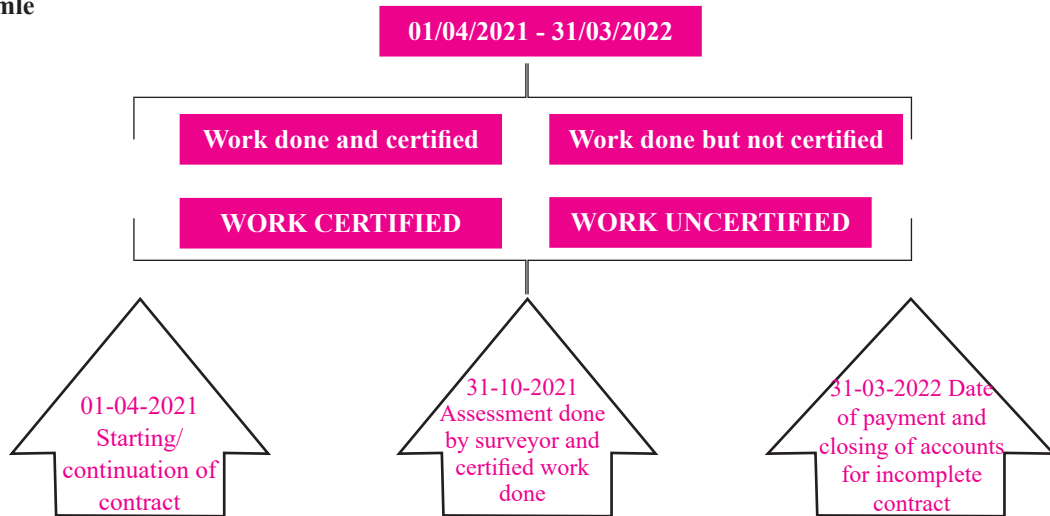 01/04/2021 - 31/03/2022
Work done and certified
Work done but not certified
WORK CERTIFIED
WORK UNCERTIFIED
01-04-2021
Starting/
continuation of
contract
31-10-2021
Assessment done
by surveyor and
certified work
done
31-03-2022 Date
of payment and
closing of accounts
for incomplete
contract